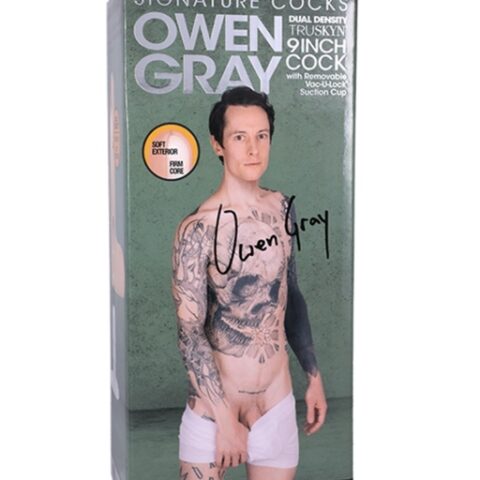 SIGNATURE COCKS
OWEN
GRAY
DUAL DENSITY
TRUSKYN
9INCH
COCK
with Removable
Vac-U-Lock
Suction Cup
SOFT
EXTERIOR
FIRM
CORE
Owen Gray